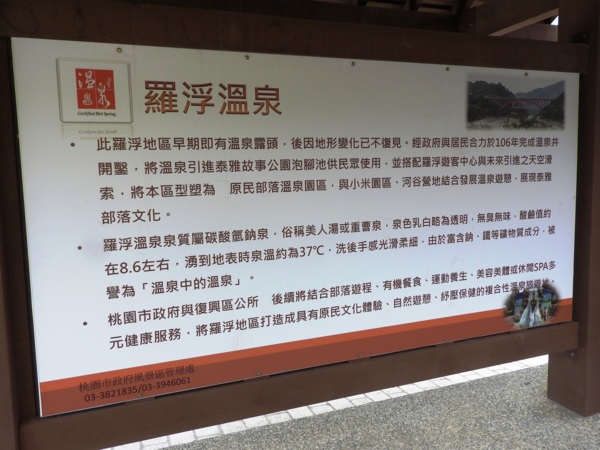 溫泉
Certified Hot Spring
羅浮溫泉
• 此羅浮地區早期即有溫泉露頭，後因地形變化已不復見。經政府與居民合力於106年完成溫泉井
開鑿，將溫泉引進泰雅故事公園泡腳池供民眾使用，並搭配羅浮遊客中心與未來引進之天空滑
索，將本區型塑為 原民部落溫泉園區，與小米園區、河谷營地結合發展溫泉遊憩，展現泰雅
部落文化。
• 羅浮溫泉泉質屬碳酸氫鈉泉，俗稱美人湯或重曹泉，泉色乳白略為透明，無臭無味，酸鹼值約
在8.6左右，湧到地表時泉溫約為37℃，洗後手感光滑柔細，由於富含鈉、鐵等礦物質成分，被
譽為「溫泉中的溫泉」。
• 桃園市政府與復興區公所 後續將結合部落遊程、有機餐食、運動養生、美容美體或休閒SPA多
元健康服務，將羅浮地區打造成具有原民文化體驗、自然遊憩、紓壓保健的複合性溫泉旅遊
桃園市政府風景區管理處
03-3821835/03-3946061